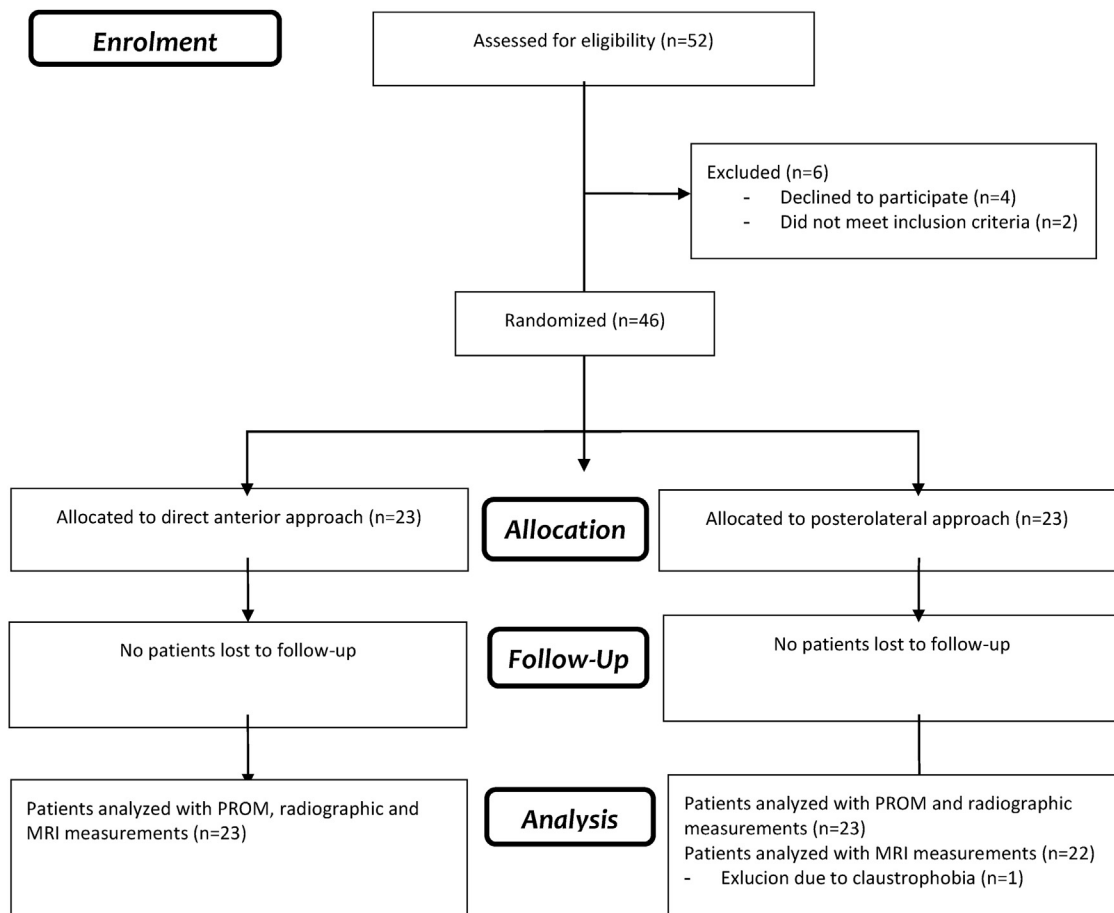 Enrolment
Assessed for eligibility (n=52)
Excluded (n=6)
- Declined to participate (n=4)
- Did not meet inclusion criteria (n=2)
Randomized (n=46)
Allocated to direct anterior approach (n=23)
Allocation
Allocated to posterolateral approach (n=23)
No patients lost to follow-up
Follow-Up
No patients lost to follow-up
Patients analyzed with PROM, radiographic and
MRI measurements (n=23)
Analysis
Patients analyzed with PROM and radiographic
measurements (n=23)
Patients analyzed with MRI measurements (n=22)
- Exlucion due to claustrophobia (n=1)